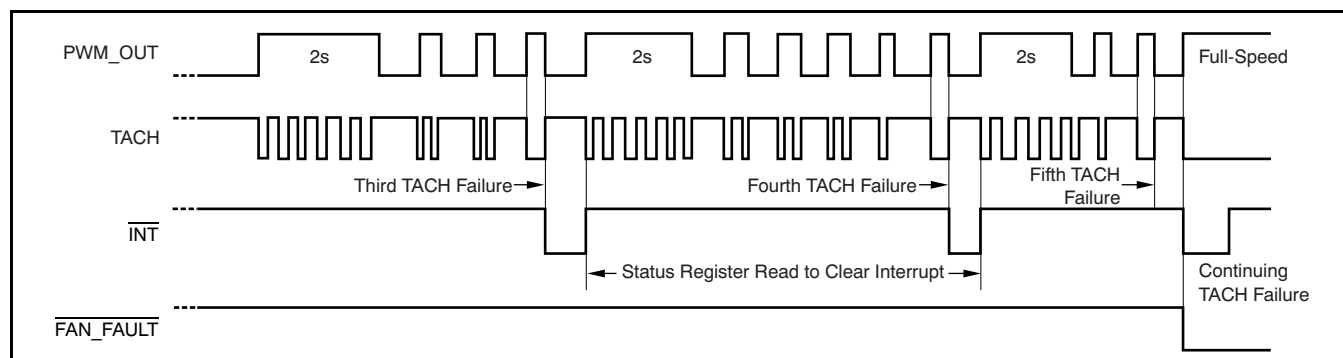 PWM_OUT
2s
2s
2s
Full-Speed
TACH
Third TACH Failure
Fourth TACH Failure
Fifth TACH
Failure
INT
Status Register Read to Clear Interrupt
Continuing
TACH Failure
FAN_FAULT